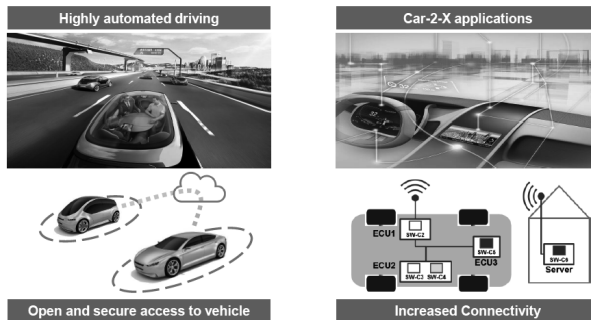 Highly automated driving
Car-2-X applications
ECU1
SW-C2
SW-C5
ECU3
ECU2
SW-C3
SW-C4
SW-C6
Server
Open and secure access to vehicle
Increased Connectivity